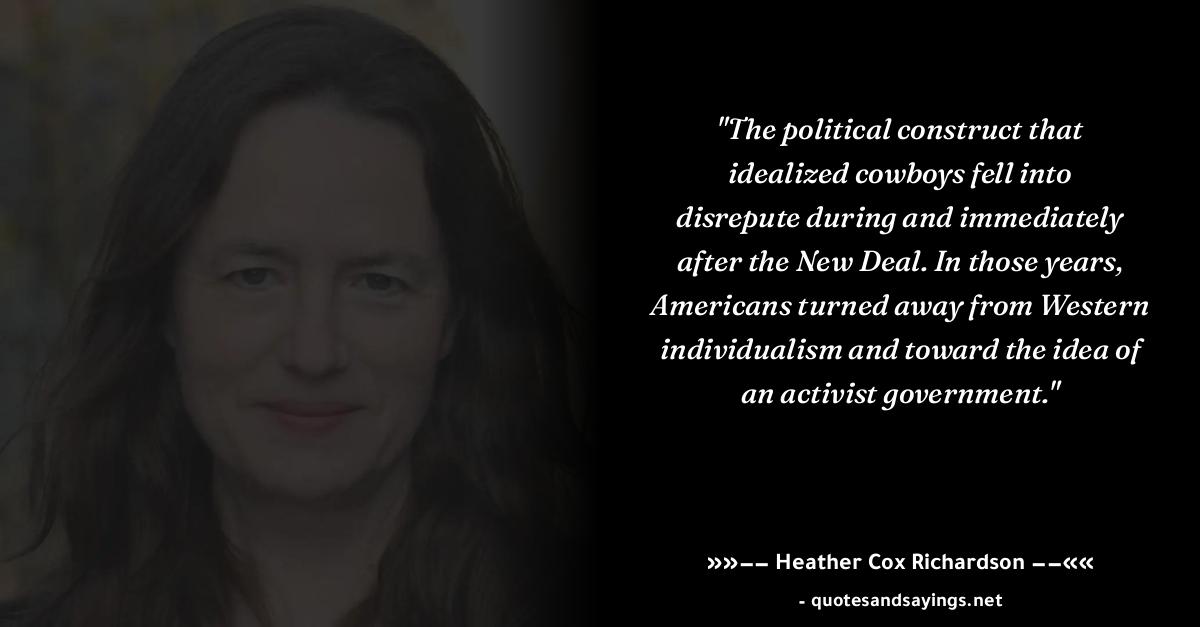 "The political construct that
idealized cowboys fell into
disrepute during and immediately
after the New Deal. In those years,
Americans turned away from Western
individualism and toward the idea of
an activist government."
»»–– Heather Cox Richardson ––««
- quotesandsayings.net